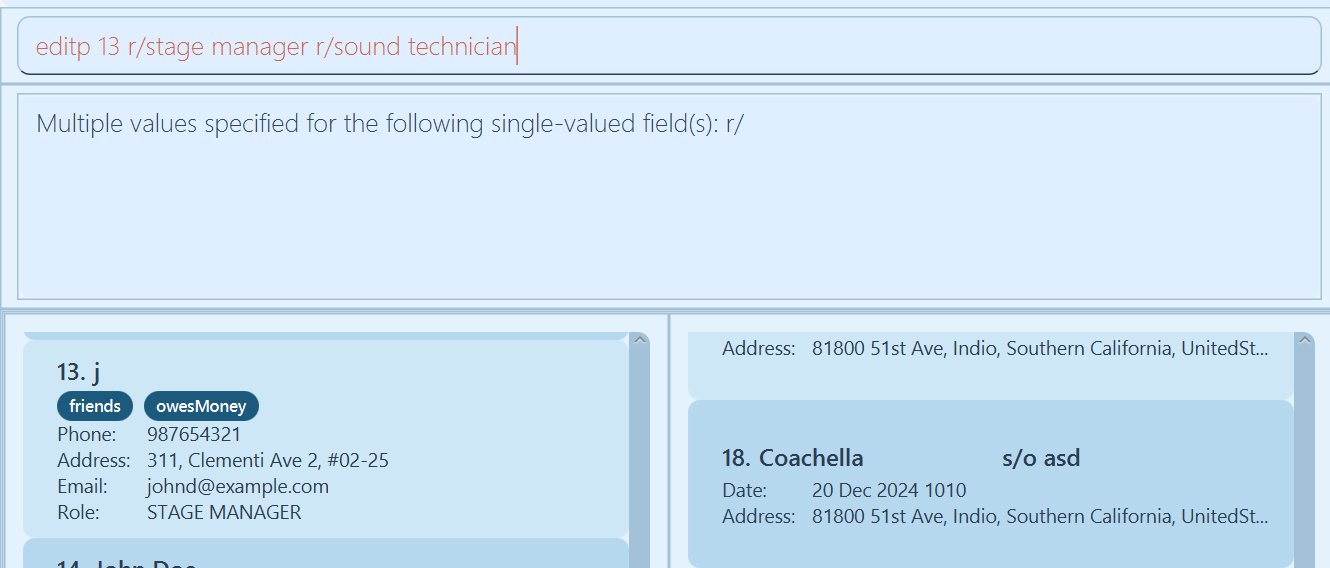 editp 13 r/stage manager r/sound technician
Multiple values specified for the following single-valued field(s): r/
13. j
friends owesMoney
Phone: 987654321
Address: 311, Clementi Ave 2, #02-25
Email: johnd@example.com
Role: STAGE MANAGER
14. John Doe
Address: 81800 51st Ave, Indio, Southern California, UnitedSt...
18. Coachella s/o asd
Date: 20 Dec 2024 1010
Address: 81800 51st Ave, Indio, Southern California, UnitedSt...